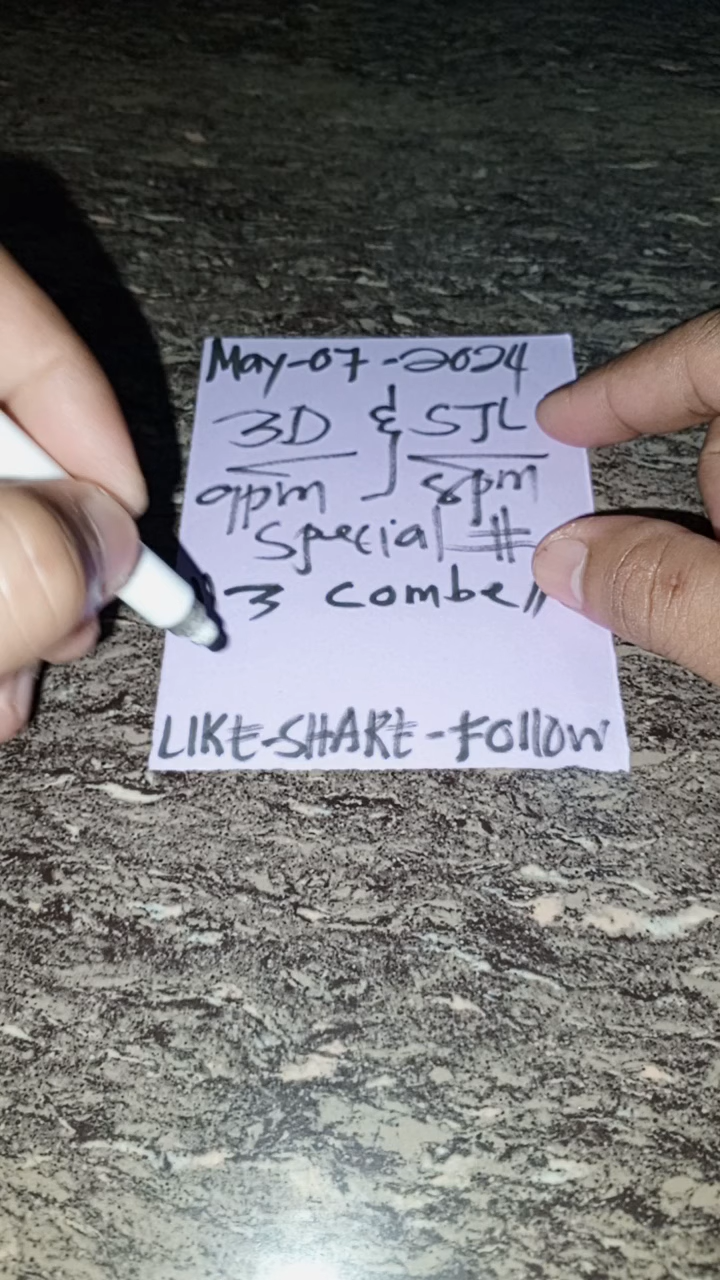 May-07-2024
3D & STL
9pm 8pm
Special #
3 combe//
LIKE-SHARE-Follow